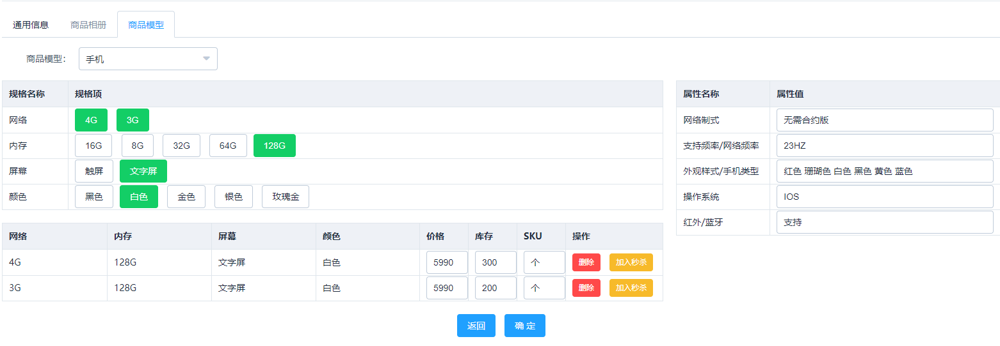 通用信息 商品相册 商品模型
商品模型: 手机
规格名称 规格项
网络 4G 3G
内存 16G 8G 32G 64G 128G
屏幕 触屏 文字屏
颜色 黑色 白色 金色 银色 玫瑰金
网络 内存 屏幕 颜色 价格 库存 SKU 操作
4G 128G 文字屏 白色 5990 300 个 删除 加入秒杀
3G 128G 文字屏 白色 5990 200 个 删除 加入秒杀
属性名称 属性值
网络制式 无需合约版
支持频率/网络频率 23HZ
外观样式/手机类型 红色 珊瑚色 白色 黑色 黄色 蓝色
操作系统 IOS
红外/蓝牙 支持
返回 确 定